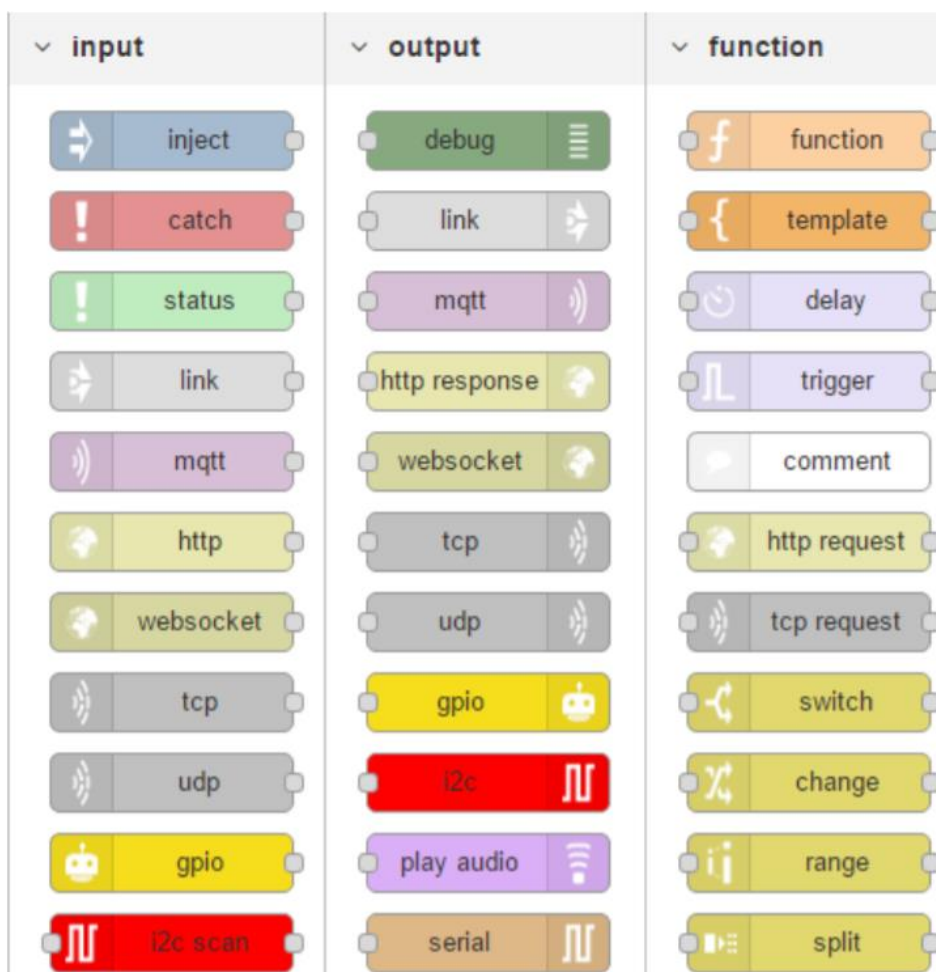 input
inject
catch
status
link
mqtt
http
websocket
tcp
udp
gpio
i2c scan
output
debug
link
mqtt
http response
websocket
tcp
udp
gpio
i2c
play audio
serial
function
function
template
delay
trigger
comment
http request
tcp request
switch
change
range
split